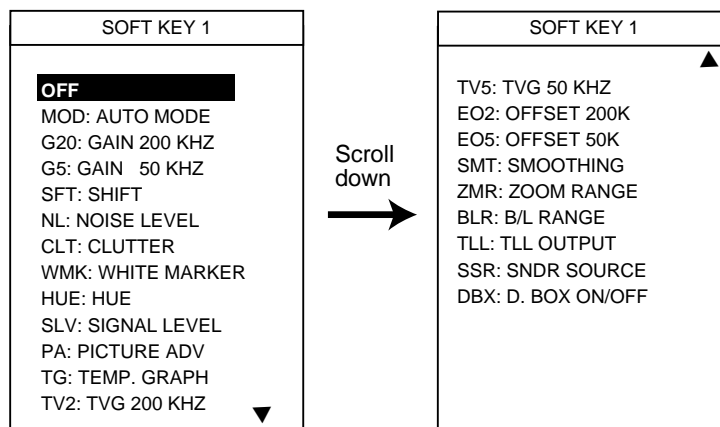 SOFT KEY 1
OFF
MOD: AUTO MODE
G20: GAIN 200 KHZ
G5: GAIN 50 KHZ
SFT: SHIFT
NL: NOISE LEVEL
CLT: CLUTTER
WMK: WHITE MARKER
HUE: HUE
SLV: SIGNAL LEVEL
PA: PICTURE ADV
TG: TEMP. GRAPH
TV2: TVG 200 KHZ
Scroll
down
SOFT KEY 1
TV5: TVG 50 KHZ
EO2: OFFSET 200K
EO5: OFFSET 50K
SMT: SMOOTHING
ZMR: ZOOM RANGE
BLR: B/L RANGE
TLL: TLL OUTPUT
SSR: SNDR SOURCE
DBX: D. BOX ON/OFF